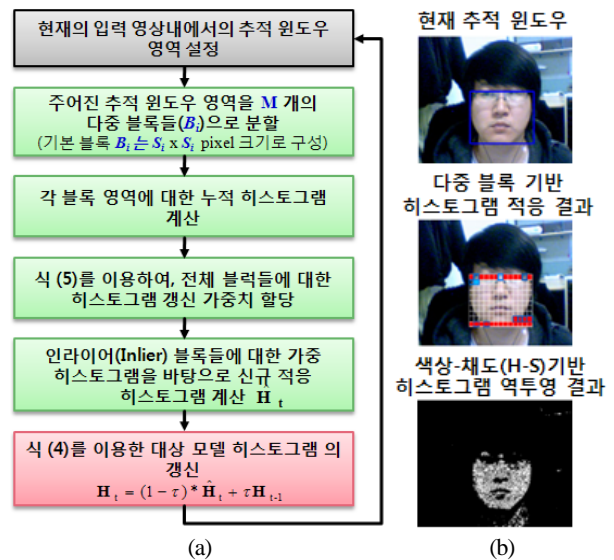 현재의 입력 영상내에서의 추적 윈도우
영역 설정
주어진 추적 윈도우 영역을 M 개의
다중 블록들(Bi)으로 분할
(기본 블록 Bi는 Si x Si pixel 크기로 구성)
각 블록 영역에 대한 누적 히스토그램
계산
식 (5)를 이용하여, 전체 블럭들에 대한
히스토그램 갱신 가중치 할당
인라이어(Inlier) 블록들에 대한 가중
히스토그램을 바탕으로 신규 적응
히스토그램 계산 Ĥ t
식 (4)를 이용한 대상 모델 히스토그램 의
갱신
H t = (1 − τ) * Ĥ t + τH t-1
(a)
현재 추적 윈도우
다중 블록 기반
히스토그램 적응 결과
색상-채도(H-S)기반
히스토그램 역투영 결과
(b)